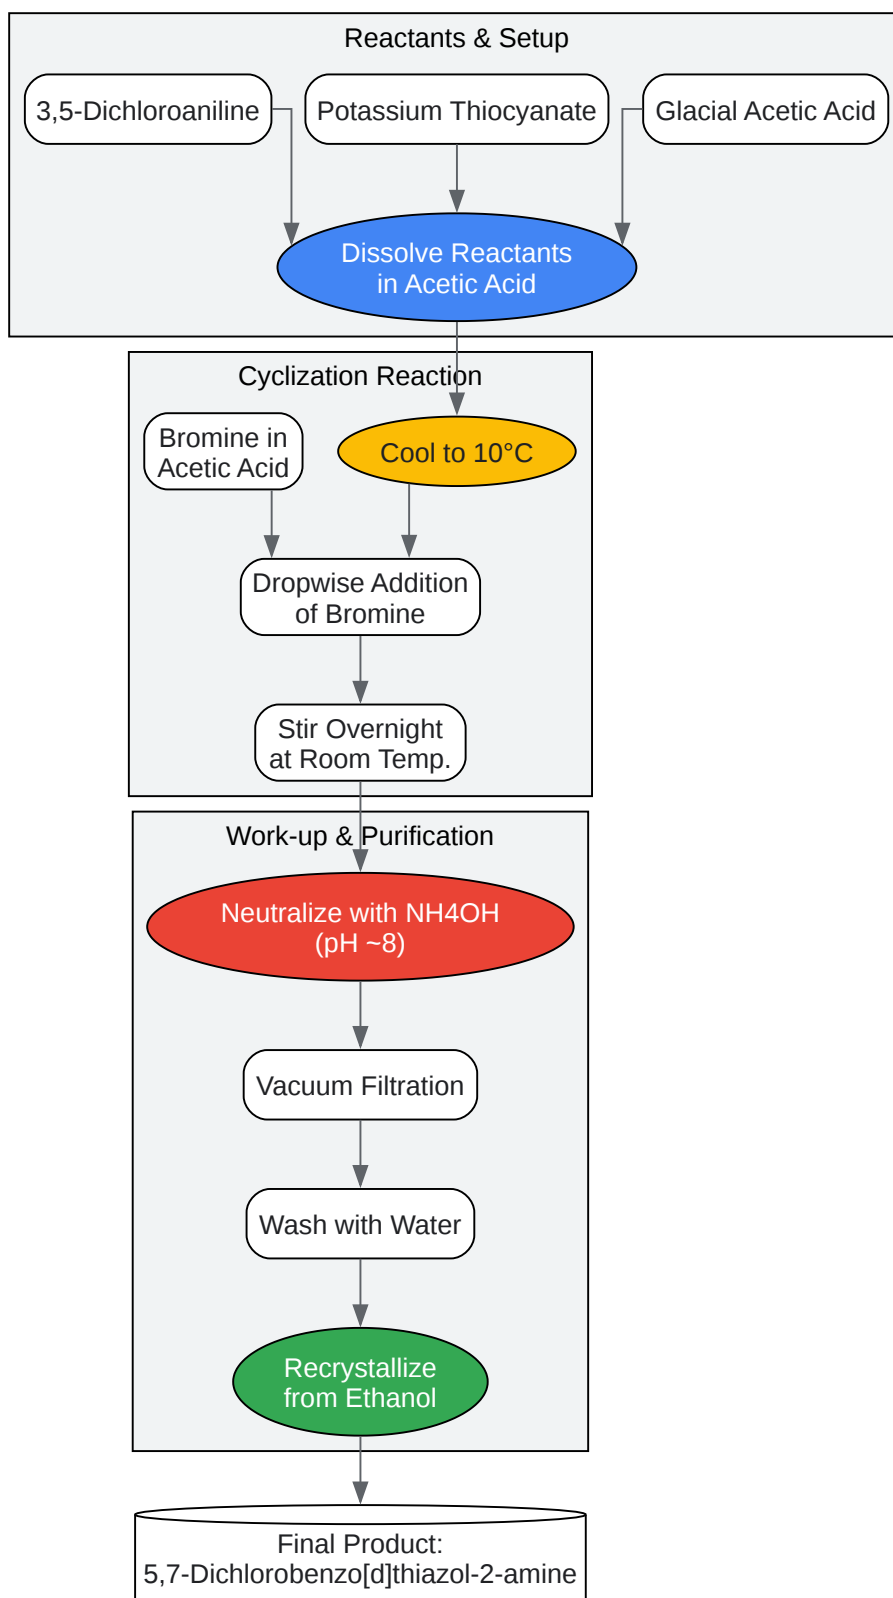 Reactants & Setup
3,5-Dichloroaniline
Potassium Thiocyanate
Glacial Acetic Acid
Dissolve Reactants
in Acetic Acid
Cyclization Reaction
Bromine in
Acetic Acid
Cool to 10°C
Dropwise Addition
of Bromine
Stir Overnight
at Room Temp.
Work-up & Purification
Neutralize with NH4OH
(pH ~8)
Vacuum Filtration
Wash with Water
Recrystallize
from Ethanol
Final Product:
5,7-Dichlorobenzo[d]thiazol-2-amine